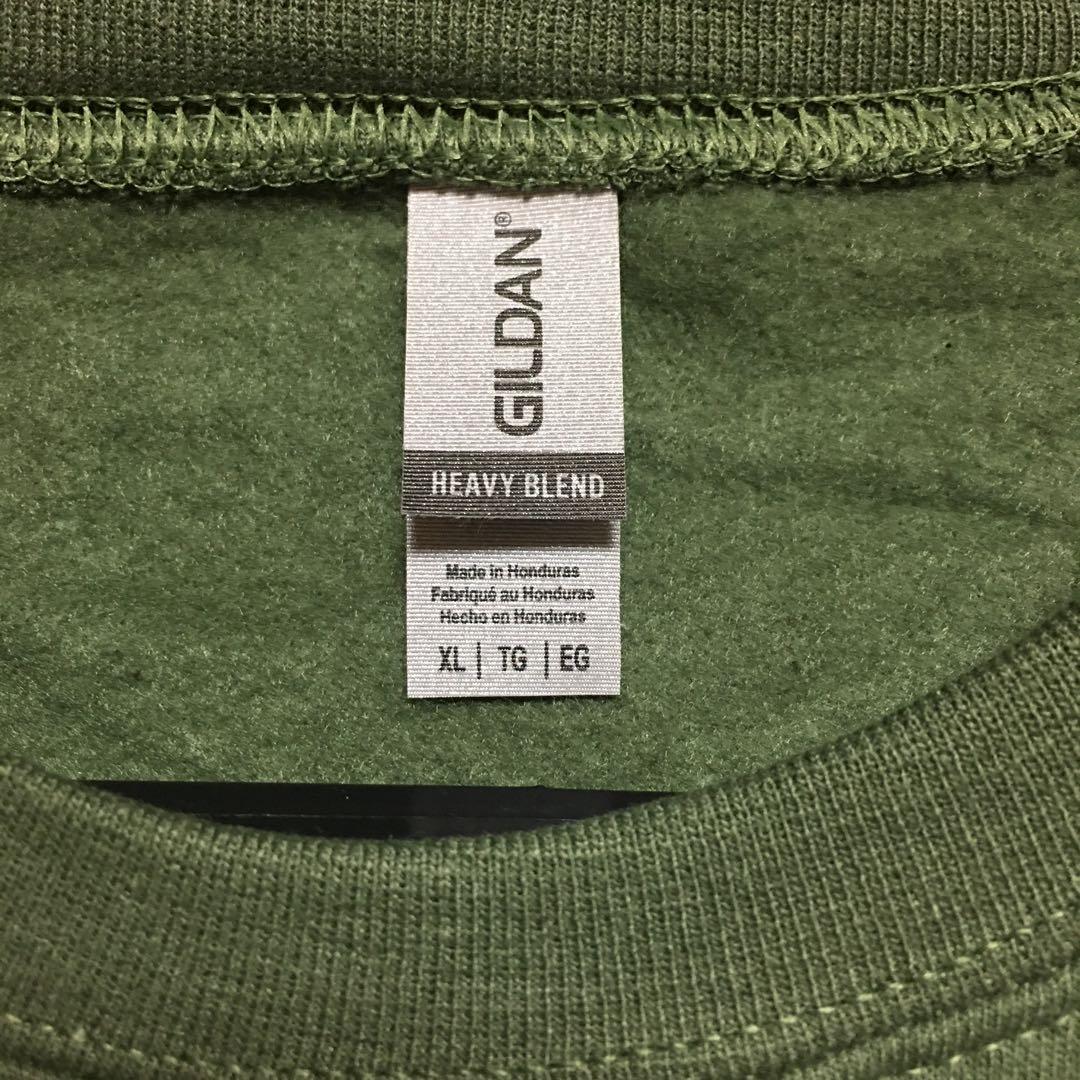 GILDAN®
HEAVY BLEND
Made in Honduras
Fabriqué au Honduras
Hecho en Honduras
XL | TG | EG